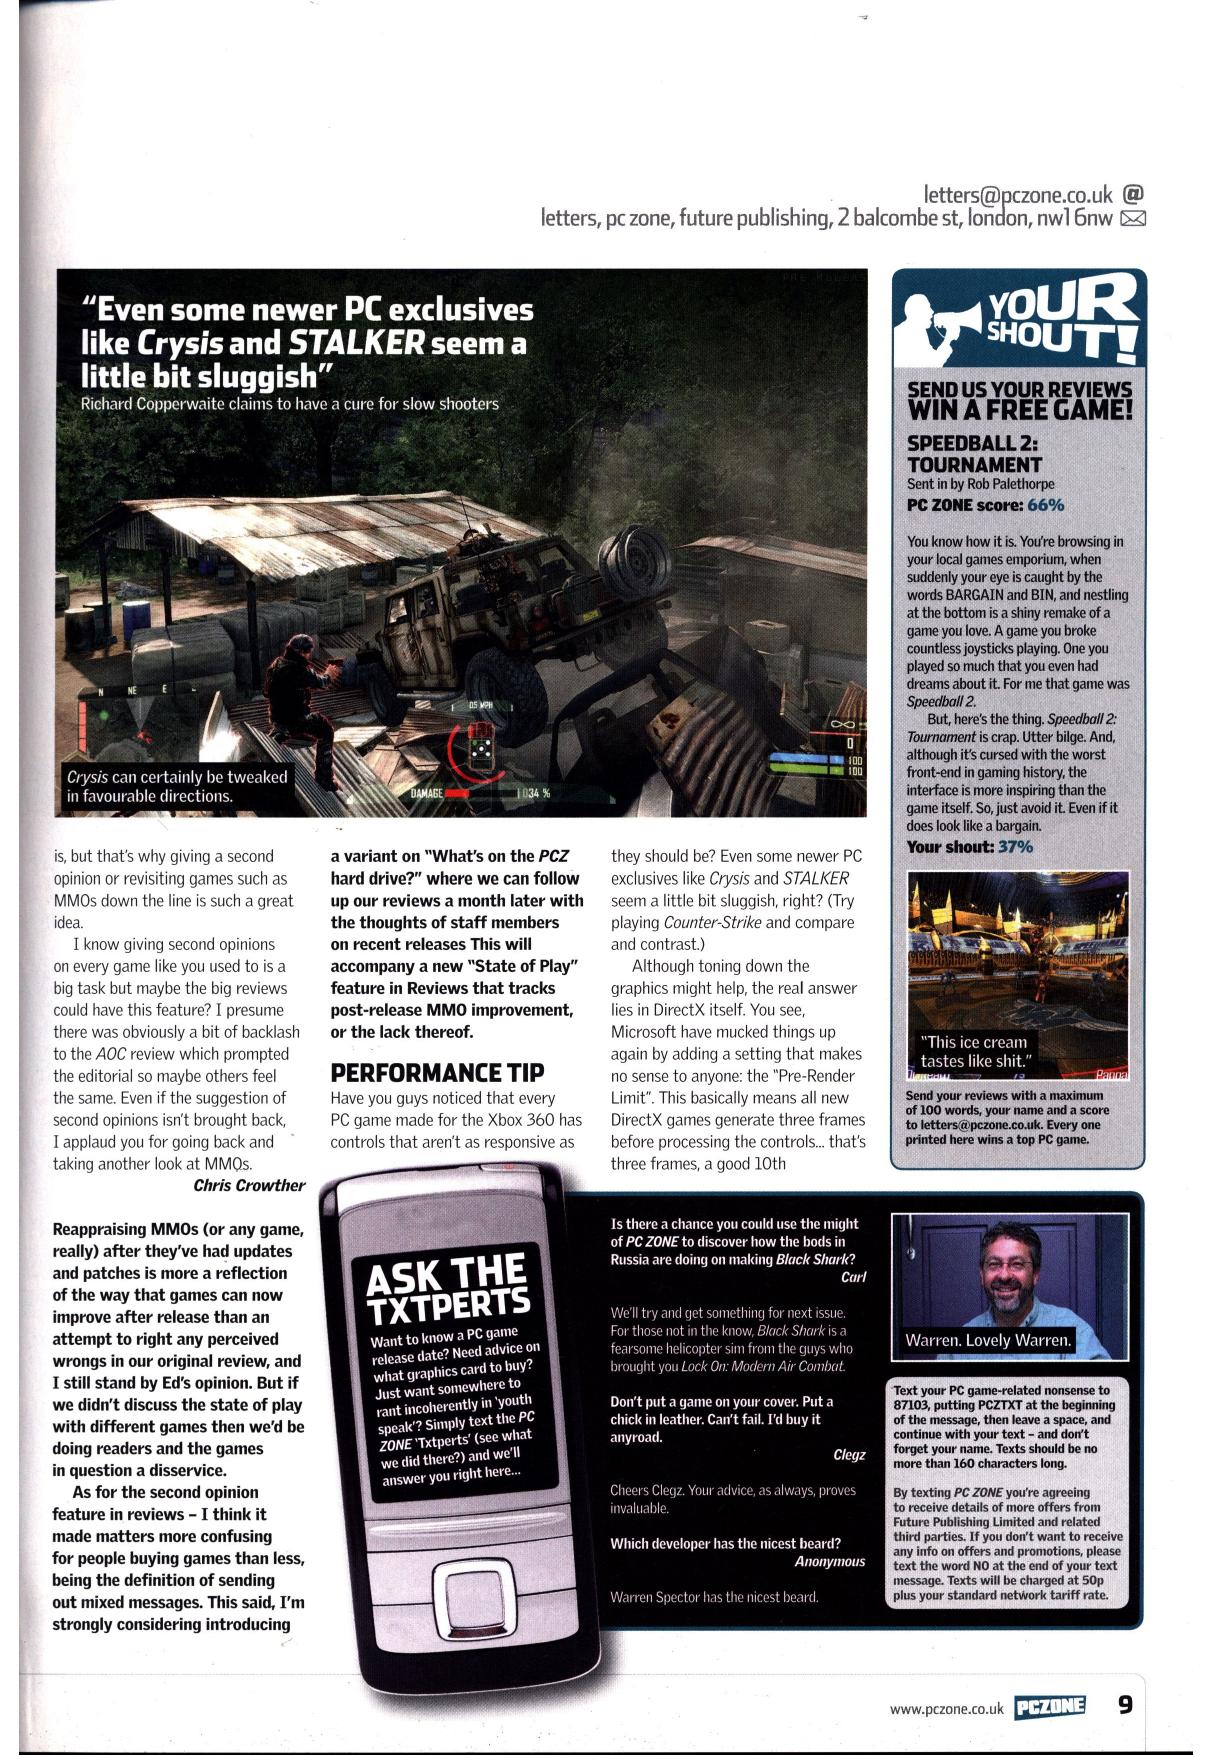 letters@pczone.co.uk @
letters, pc zone, future publishing, 2 balcombe st, london, nw1 6nw
“Even some newer PC exclusives
like Crysis and STALKER seem a
little bit sluggish”
Richard Copperwaite claims to have a cure for slow shooters
N NE E
05 MPH
0
100
100
DAMAGE
1034 %
Crysis can certainly be tweaked
in favourable directions.
is, but that's why giving a second
opinion or revisiting games such as
MMOs down the line is such a great
idea.
I know giving second opinions
on every game like you used to is a
big task but maybe the big reviews
could have this feature? I presume
there was obviously a bit of backlash
to the AOC review which prompted
the editorial so maybe others feel
the same. Even if the suggestion of
second opinions isn't brought back,
I applaud you for going back and
taking another look at MMOs.
Chris Crowther
Reappraising MMOs (or any game,
really) after they've had updates
and patches is more a reflection
of the way that games can now
improve after release than an
attempt to right any perceived
wrongs in our original review, and
I still stand by Ed's opinion. But if
we didn't discuss the state of play
with different games then we'd be
doing readers and the games
in question a disservice.
As for the second opinion
feature in reviews – I think it
made matters more confusing
for people buying games than less,
being the definition of sending
out mixed messages. This said, I'm
strongly considering introducing
a variant on “What's on the PCZ
hard drive?” where we can follow
up our reviews a month later with
the thoughts of staff members
on recent releases This will
accompany a new “State of Play”
feature in Reviews that tracks
post-release MMO improvement,
or the lack thereof.
PERFORMANCE TIP
Have you guys noticed that every
PC game made for the Xbox 360 has
controls that aren't as responsive as
they should be? Even some newer PC
exclusives like Crysis and STALKER
seem a little bit sluggish, right? (Try
playing Counter-Strike and compare
and contrast.)
Although toning down the
graphics might help, the real answer
lies in DirectX itself. You see,
Microsoft have mucked things up
again by adding a setting that makes
no sense to anyone: the “Pre-Render
Limit”. This basically means all new
DirectX games generate three frames
before processing the controls... that's
three frames, a good 10th
YOUR
SHOUT!
SEND US YOUR REVIEWS
WIN A FREE GAME!
SPEEDBALL 2:
TOURNAMENT
Sent in by Rob Palethorpe
PC ZONE score: 66%
You know how it is. You're browsing in
your local games emporium, when
suddenly your eye is caught by the
words BARGAIN and BIN, and nestling
at the bottom is a shiny remake of a
game you love. A game you broke
countless joysticks playing. One you
played so much that you even had
dreams about it. For me that game was
Speedball 2.
But, here's the thing. Speedball 2:
Tournament is crap. Utter bilge. And,
although it's cursed with the worst
front-end in gaming history, the
interface is more inspiring than the
game itself. So, just avoid it. Even if it
does look like a bargain.
Your shout: 37%
“This ice cream
tastes like shit.”
Send your reviews with a maximum
of 100 words, your name and a score
to letters@pczone.co.uk. Every one
printed here wins a top PC game.
ASK THE
TXTPERTS
Want to know a PC game
release date? Need advice on
what graphics card to buy?
Just want somewhere to
rant incoherently in 'youth
speak'? Simply text the PC
ZONE 'Txtperts' (see what
we did there?) and we'll
answer you right here...
Is there a chance you could use the might
of PC ZONE to discover how the bods in
Russia are doing on making Black Shark?
Carl
We'll try and get something for next issue.
For those not in the know, Black Shark is a
fearsome helicopter sim from the guys who
brought you Lock On: Modern Air Combat.
Don't put a game on your cover. Put a
chick in leather. Can't fail. I'd buy it
anyroad.
Clegz
Cheers Clegz. Your advice, as always, proves
invaluable.
Which developer has the nicest beard?
Anonymous
Warren Spector has the nicest beard.
Warren. Lovely Warren.
Text your PC game-related nonsense to
87103, putting PCZTXT at the beginning
of the message, then leave a space, and
continue with your text – and don't
forget your name. Texts should be no
more than 160 characters long.
By texting PC ZONE you're agreeing
to receive details of more offers from
Future Publishing Limited and related
third parties. If you don't want to receive
any info on offers and promotions, please
text the word NO at the end of your text
message. Texts will be charged at 50p
plus your standard network tariff rate.
www.pczone.co.uk PCZONE 9